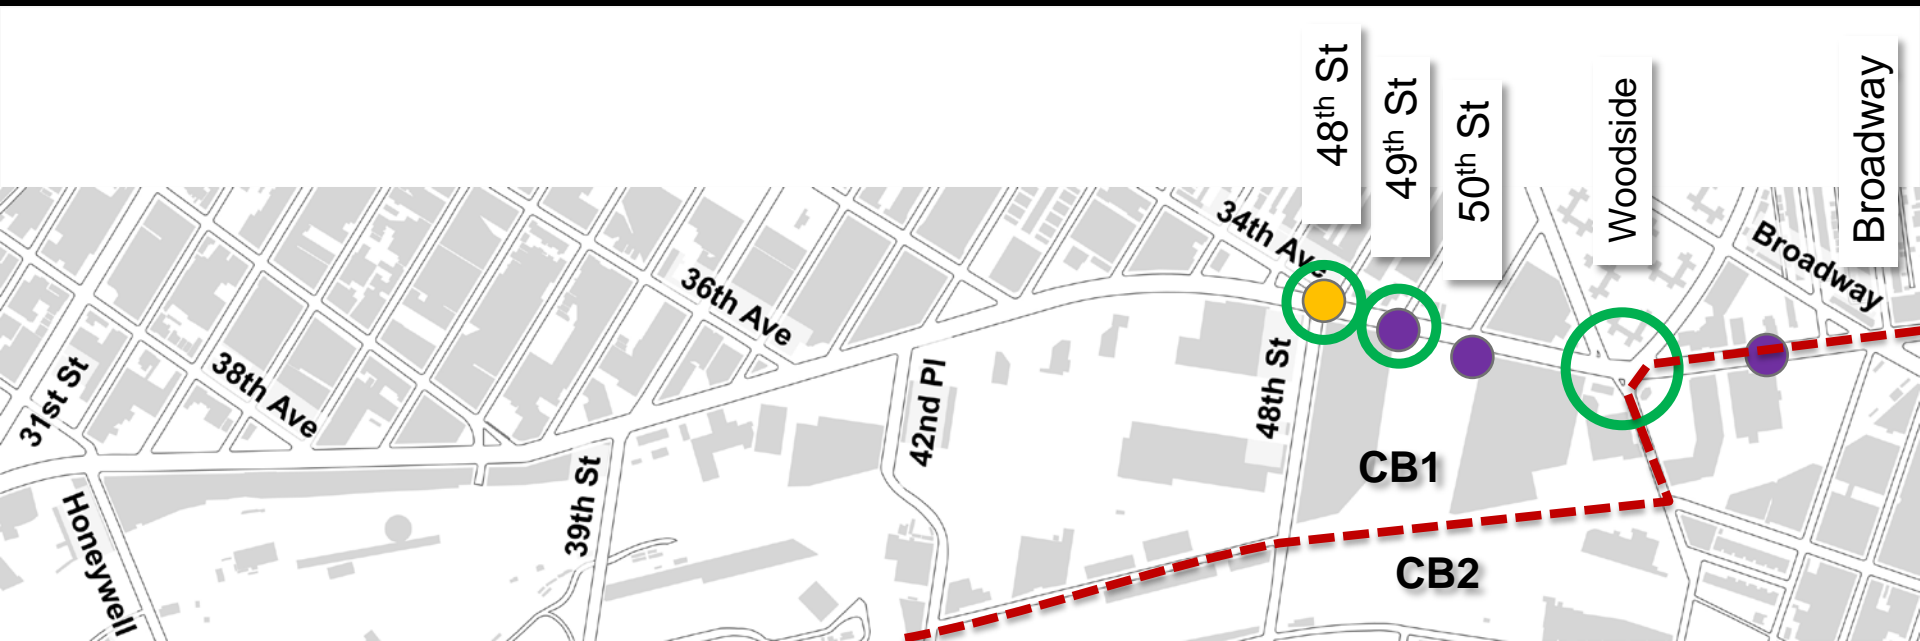 48th St
49th St
50th St
Woodside
Broadway
34th Ave
Broadway
36th Ave
38th Ave
31st St
42nd Pl
48th St
39th St
Honeywell
CB1
CB2